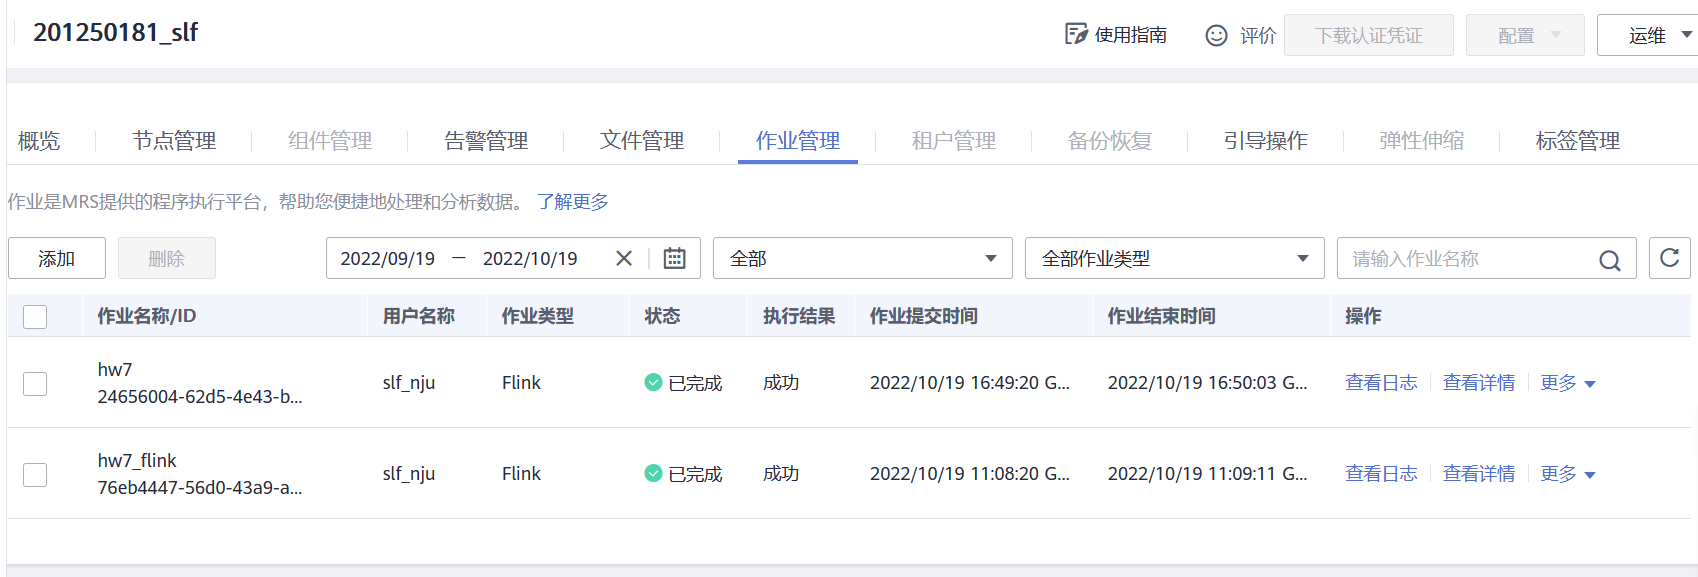 201250181_slf
使用指南 评价 下载认证凭证 配置 运维
概览 节点管理 组件管理 告警管理 文件管理 作业管理 租户管理 备份恢复 引导操作 弹性伸缩 标签管理
作业是MRS提供的程序执行平台，帮助您便捷地处理和分析数据。 了解更多
添加 删除 2022/09/19 — 2022/10/19 全部 全部作业类型 请输入作业名称
作业名称/ID 用户名称 作业类型 状态 执行结果 作业提交时间 作业结束时间 操作
hw7
24656004-62d5-4e43-b... slf_nju Flink 已完成 成功 2022/10/19 16:49:20 G... 2022/10/19 16:50:03 G... 查看日志 查看详情 更多
hw7_flink
76eb4447-56d0-43a9-a... slf_nju Flink 已完成 成功 2022/10/19 11:08:20 G... 2022/10/19 11:09:11 G... 查看日志 查看详情 更多